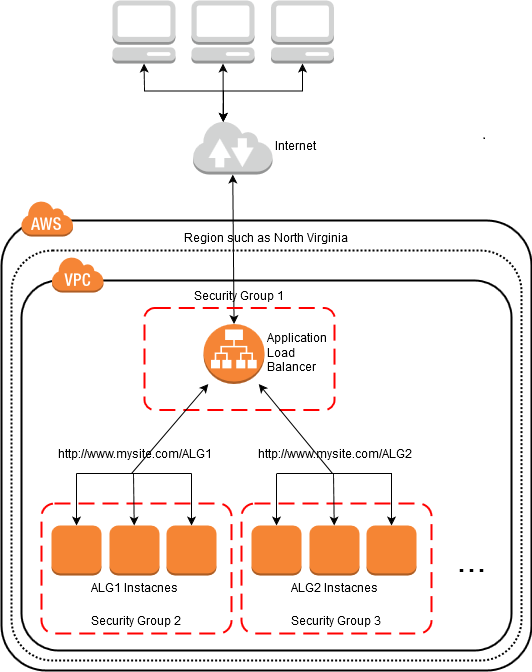 Internet
AWS
Region such as North Virginia
VPC
Security Group 1
Application
Load
Balancer
http://www.mysite.com/ALG1
http://www.mysite.com/ALG2
ALG1 Instacnes
ALG2 Instacnes
...
Security Group 2
Security Group 3